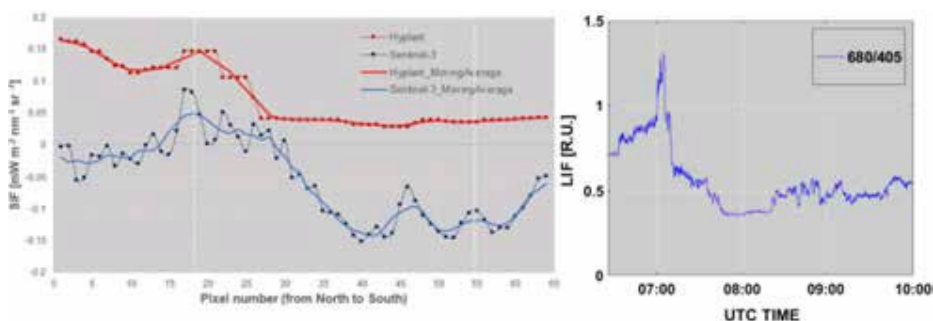 SIF [mW m⁻² nm⁻¹ sr⁻¹]
0.2
0.15
0.1
0.05
0
-0.05
-0.1
-0.15
-0.2
Hyplant
Sentinel-3
Hyplant_MovingAverage
Sentinel-3_MovingAverage
0 5 10 15 20 25 30 35 40 45 50 55 60 65
Pixel number (from North to South)
LIF [R.U.]
1.5
1
0.5
0
680/405
07:00 08:00 09:00 10:00
UTC TIME